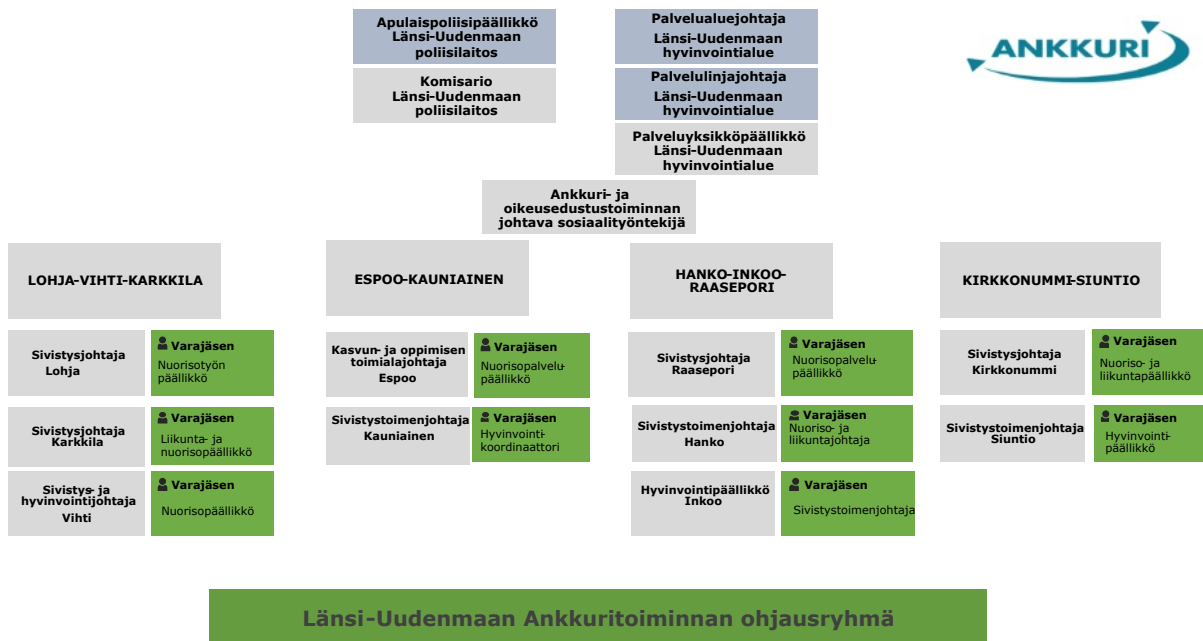 Apulaispoliisipäällikkö
Länsi-Uudenmaan
poliisilaitos
Komisario
Länsi-Uudenmaan
poliisilaitos
Palvelualuejohtaja
Länsi-Uudenmaan
hyvinvointialue
Palvelulinjajohtaja
Länsi-Uudenmaan
hyvinvointialue
Palveluyksikköpäällikkö
Länsi-Uudenmaan
hyvinvointialue
ANKKURI
Ankkuri- ja
oikeusedustustoiminnan
johtava sosiaalityöntekijä
LOHJA-VIHTI-KARKKILA
Sivistysjohtaja
Lohja
Varajäsen
Nuorisotyön
päällikkö
Sivistysjohtaja
Karkkila
Varajäsen
Liikunta- ja
nuorisopäällikkö
Sivistys- ja
hyvinvointijohtaja
Vihti
Varajäsen
Nuorisopäällikkö
ESPOO-KAUNIAINEN
Kasvun- ja oppimisen
toimialajohtaja
Espoo
Varajäsen
Nuorisopalvelu-
päällikkö
Sivistystoimenjohtaja
Kauniainen
Varajäsen
Hyvinvointi-
koordinaattori
HANKO-INKOO-
RAASEPORI
Sivistysjohtaja
Raasepori
Varajäsen
Nuorisopalvelu-
päällikkö
Sivistystoimenjohtaja
Hanko
Varajäsen
Nuoriso- ja
liikuntajohtaja
Hyvinvointipäällikkö
Inkoo
Varajäsen
Sivistystoimenjohtaja
KIRKKONUMMI-SIUNTIO
Sivistysjohtaja
Kirkkonummi
Varajäsen
Nuoriso- ja
liikuntapäällikkö
Sivistystoimenjohtaja
Siuntio
Varajäsen
Hyvinvointi-
päällikkö
Länsi-Uudenmaan Ankkuritoiminnan ohjausryhmä